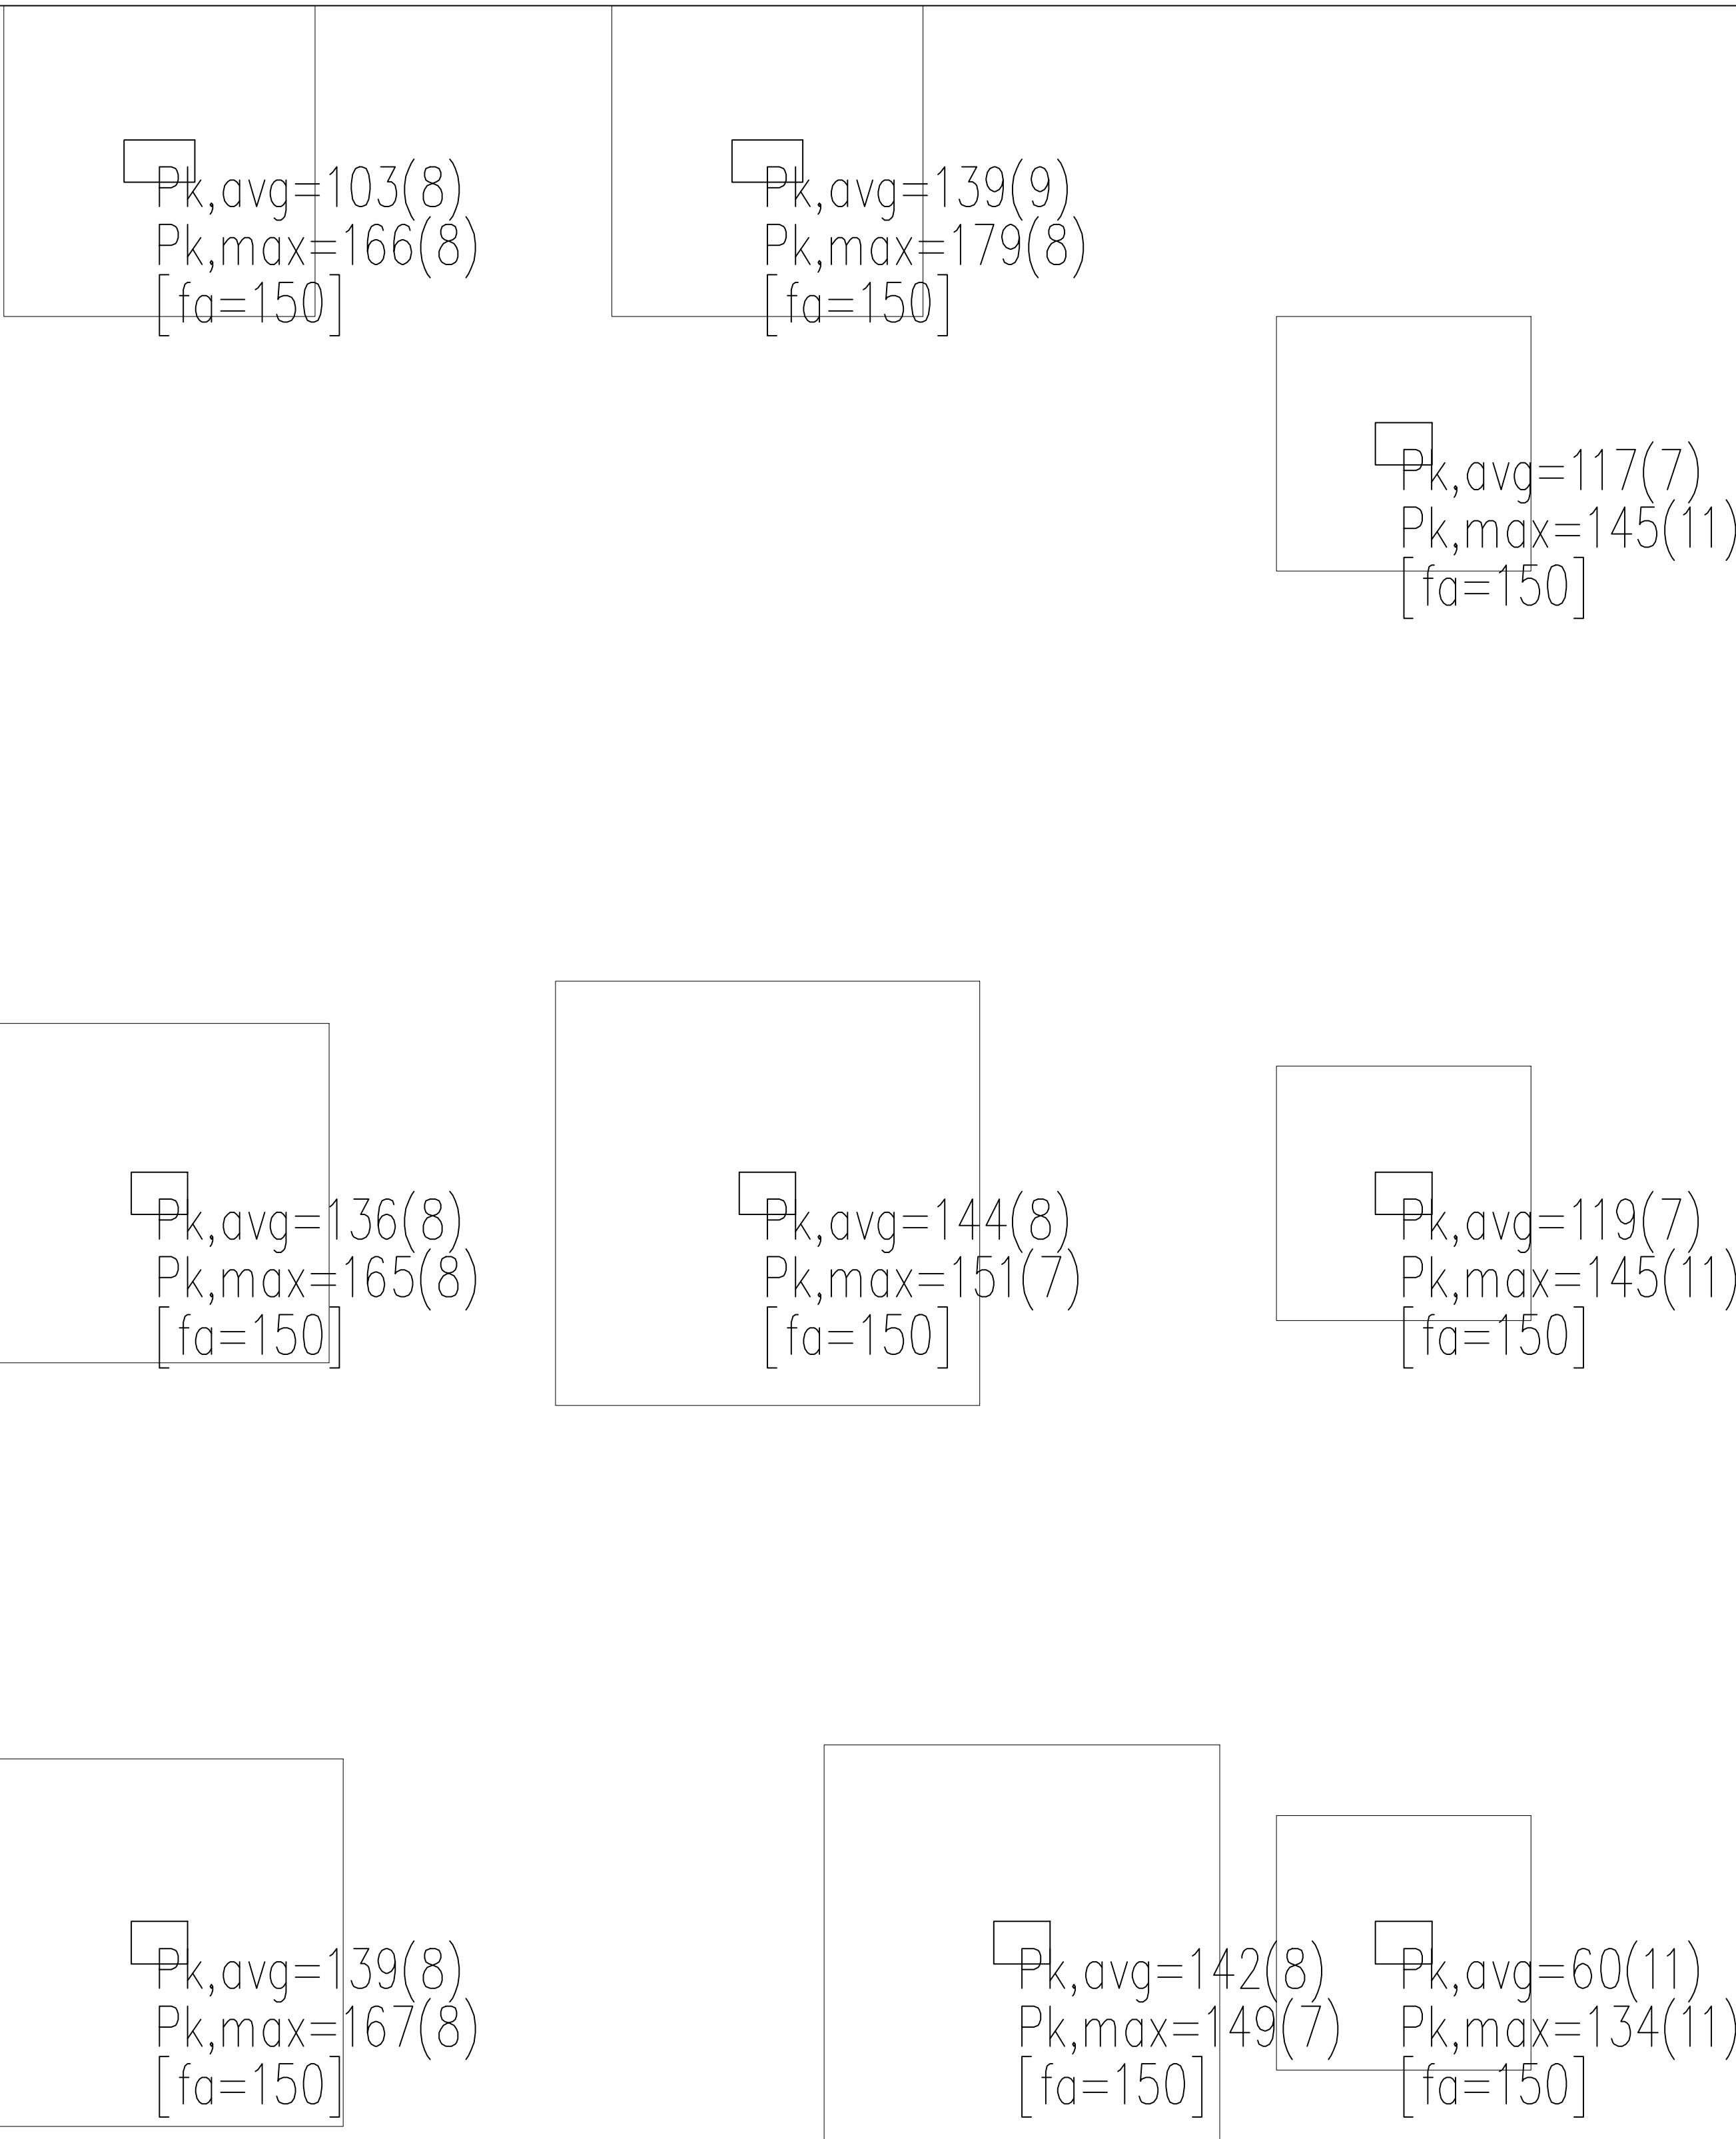 Pk,avg=103(8)
Pk,max=166(8)
[fa=150]
Pk,avg=139(9)
Pk,max=179(8)
[fa=150]
Pk,avg=117(7)
Pk,max=145(11)
[fa=150]
Pk,avg=136(8)
Pk,max=165(8)
[fa=150]
Pk,avg=144(8)
Pk,max=151(7)
[fa=150]
Pk,avg=119(7)
Pk,max=145(11)
[fa=150]
Pk,avg=139(8)
Pk,max=167(8)
[fa=150]
Pk,avg=142(8)
Pk,max=149(7)
[fa=150]
Pk,avg=60(11)
Pk,max=134(11)
[fa=150]